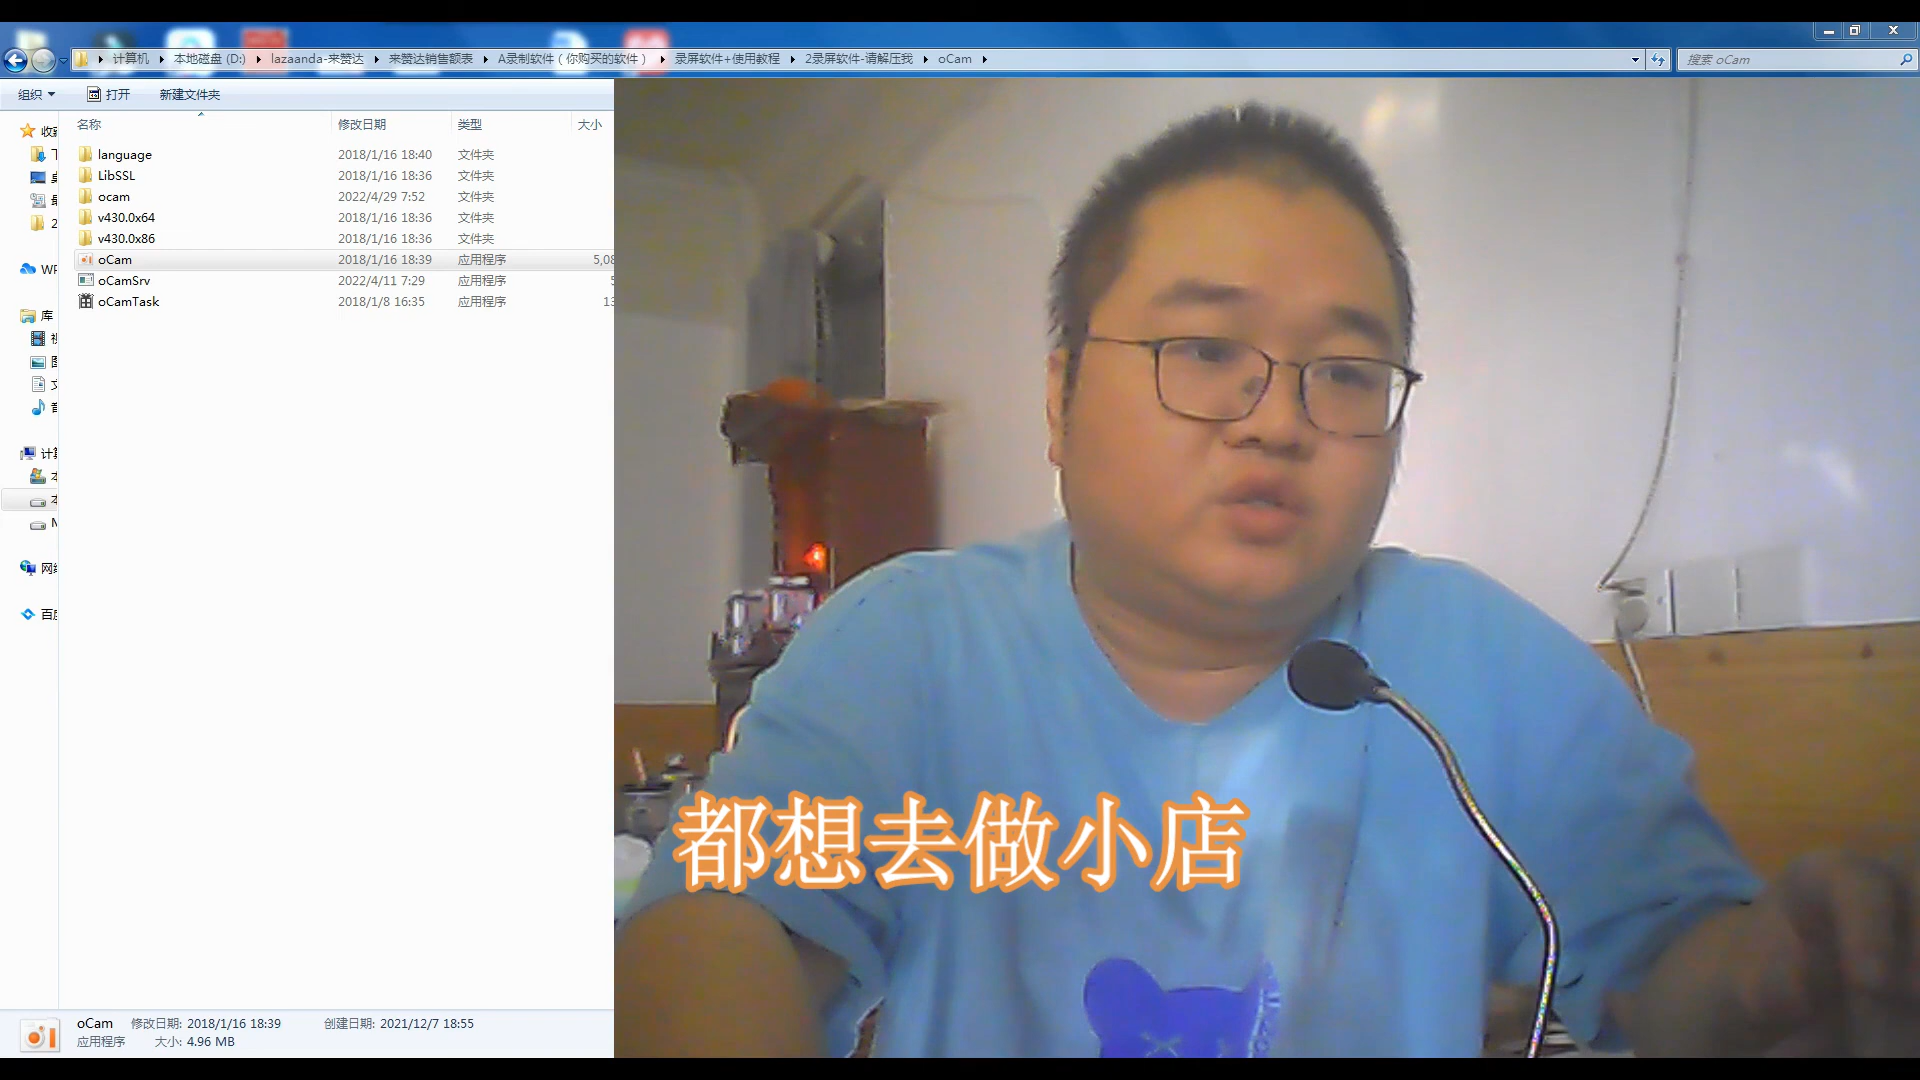 计算机 ▸ 本地磁盘 (D:) ▸ lazaanda-来赞达 ▸ 来赞达销售额表 ▸ A录制软件（你购买的软件） ▸ 录屏软件+使用教程 ▸ 2录屏软件-请解压我 ▸ oCam ▸
搜索 oCam
组织 打开 新建文件夹
名称 修改日期 类型 大小
language 2018/1/16 18:40 文件夹
LibSSL 2018/1/16 18:36 文件夹
ocam 2022/4/29 7:52 文件夹
v430.0x64 2018/1/16 18:36 文件夹
v430.0x86 2018/1/16 18:36 文件夹
oCam 2018/1/16 18:39 应用程序 5,08
oCamSrv 2022/4/11 7:29 应用程序
oCamTask 2018/1/8 16:35 应用程序 13
库
都想去做小店
oCam 修改日期: 2018/1/16 18:39 创建日期: 2021/12/7 18:55
应用程序 大小: 4.96 MB